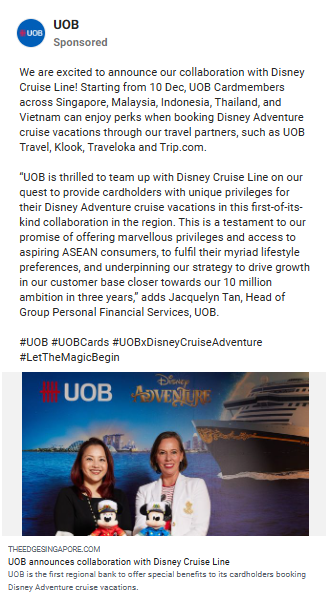 UOB
UOB
Sponsored
We are excited to announce our collaboration with Disney
Cruise Line! Starting from 10 Dec, UOB Cardmembers
across Singapore, Malaysia, Indonesia, Thailand, and
Vietnam can enjoy perks when booking Disney Adventure
cruise vacations through our travel partners, such as UOB
Travel, Klook, Traveloka and Trip.com.
“UOB is thrilled to team up with Disney Cruise Line on our
quest to provide cardholders with unique privileges for
their Disney Adventure cruise vacations in this first-of-its-
kind collaboration in the region. This is a testament to our
promise of offering marvellous privileges and access to
aspiring ASEAN consumers, to fulfil their myriad lifestyle
preferences, and underpinning our strategy to drive growth
in our customer base closer towards our 10 million
ambition in three years,” adds Jacquelyn Tan, Head of
Group Personal Financial Services, UOB.
#UOB #UOBCards #UOBxDisneyCruiseAdventure
#LetTheMagicBegin
UOB
Disney
ADVENTURE
THEEDGESINGAPORE.COM
UOB announces collaboration with Disney Cruise Line
UOB is the first regional bank to offer special benefits to its cardholders booking
Disney Adventure cruise vacations.